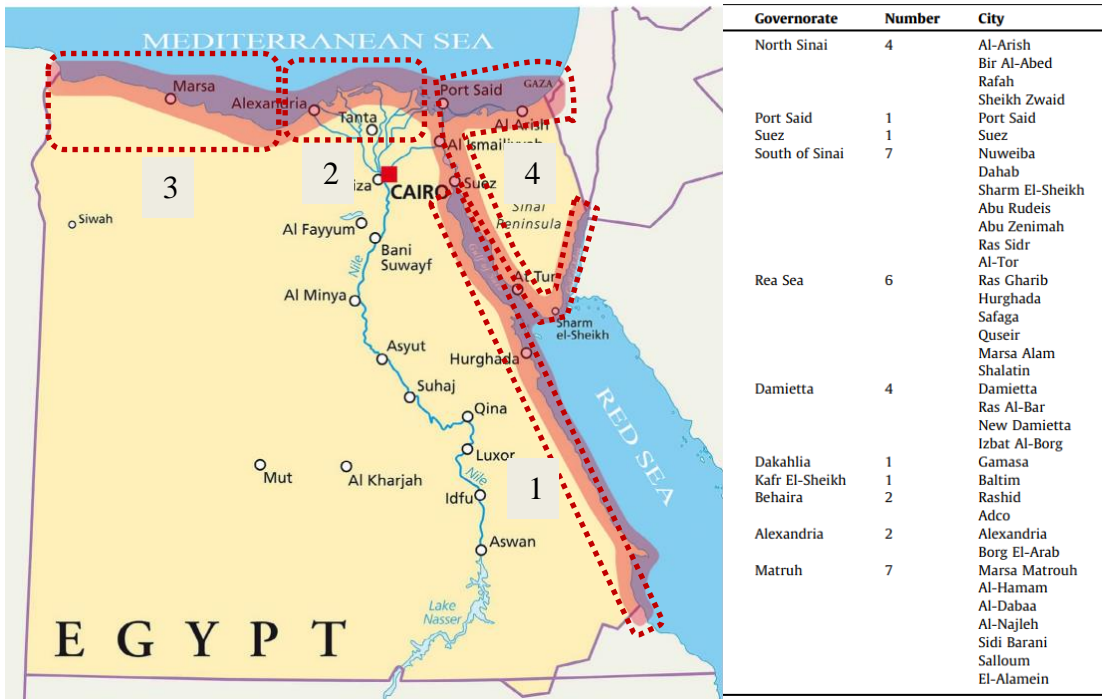 MEDITERRANEAN SEA
Marsa
Alexandria
Tanta
Port Said
GAZA
Al Arish
3
2
4
iza
CAIRO
Suez
Sinai
Peninsula
Siwah
Al Fayyum
Nile
Bani
Suwayf
Al Minya
At Tur
Sharm
el-Sheikh
Asyut
Hurghada
Suhaj
Qina
RED SEA
Luxor
Nile
1
Mut
Al Kharjah
Idfu
Aswan
Lake
Nasser
EGYPT
Governorate Number City
North Sinai 4 Al-Arish
Bir Al-Abed
Rafah
Sheikh Zwaid
Port Said 1 Port Said
Suez 1 Suez
South of Sinai 7 Nuweiba
Dahab
Sharm El-Sheikh
Abu Rudeis
Abu Zenimah
Ras Sidr
Al-Tor
Rea Sea 6 Ras Gharib
Hurghada
Safaga
Quseir
Marsa Alam
Shalatin
Damietta 4 Damietta
Ras Al-Bar
New Damietta
Izbat Al-Borg
Dakahlia 1 Gamasa
Kafr El-Sheikh 1 Baltim
Behaira 2 Rashid
Adco
Alexandria 2 Alexandria
Borg El-Arab
Matruh 7 Marsa Matrouh
Al-Hamam
Al-Dabaa
Al-Najleh
Sidi Barani
Salloum
El-Alamein